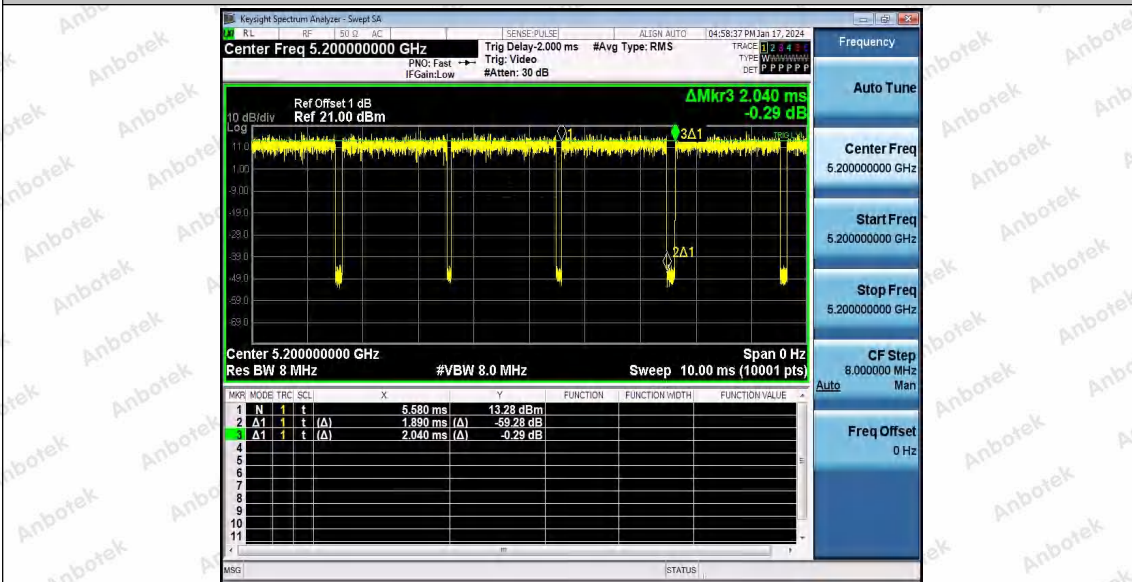 Keysight Spectrum Analyzer - Swept SA
RL RF 50 Ω AC SENSE:PULSE ALIGN AUTO 04:58:37 PM Jan 17, 2024
Center Freq 5.200000000 GHz
Trig Delay-2.000 ms #Avg Type: RMS
TRACE 1 2 3 4 5 6
PNO: Fast
Trig: Video
TYPE WWWWWW
IFGain:Low
#Atten: 30 dB
DET P P P P P P
ΔMkr3 2.040 ms
-0.29 dB
Ref Offset 1 dB
10 dB/div Ref 21.00 dBm
Log
1
3Δ1
TRIG LVL
11.0
1.00
-9.00
-19.0
-29.0
2Δ1
-39.0
-49.0
-59.0
-69.0
Center 5.200000000 GHz Span 0 Hz
Res BW 8 MHz #VBW 8.0 MHz Sweep 10.00 ms (10001 pts)
MKR MODE TRC SCL X Y FUNCTION FUNCTION WIDTH FUNCTION VALUE
1 N 1 t 5.580 ms 13.28 dBm
2 Δ1 1 t (Δ) 1.890 ms (Δ) -59.28 dB
3 Δ1 1 t (Δ) 2.040 ms (Δ) -0.29 dB
4
5
6
7
8
9
10
11
MSG STATUS
Frequency
Auto Tune
Center Freq
5.200000000 GHz
Start Freq
5.200000000 GHz
Stop Freq
5.200000000 GHz
CF Step
8.000000 MHz
Auto Man
Freq Offset
0 Hz
Anbotek